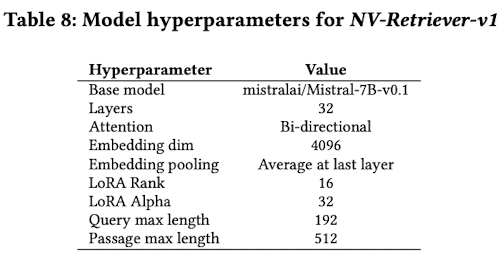 Table 8: Model hyperparameters for NV-Retriever-v1
Hyperparameter Value
Base model mistralai/Mistral-7B-v0.1
Layers 32
Attention Bi-directional
Embedding dim 4096
Embedding pooling Average at last layer
LoRA Rank 16
LoRA Alpha 32
Query max length 192
Passage max length 512